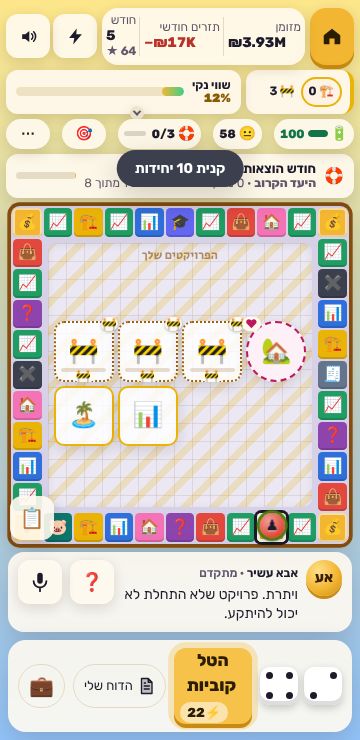 מזומן
₪3.93M
תזרים חודשי
−₪17K
חודש
5
★ 64
0
3
שווי נקי
12%
100
58
0/3
...
חודש הוצאות
היעד הקרוב · 0
מתוך 8
קנית 10 יחידות
הפרויקטים שלך
אע
אבא עשיר · מתקדם
ויתרת. פרויקט שלא התחלת לא
יכול להיתקע.
הטל
קוביות
22⚡
הדוח שלי